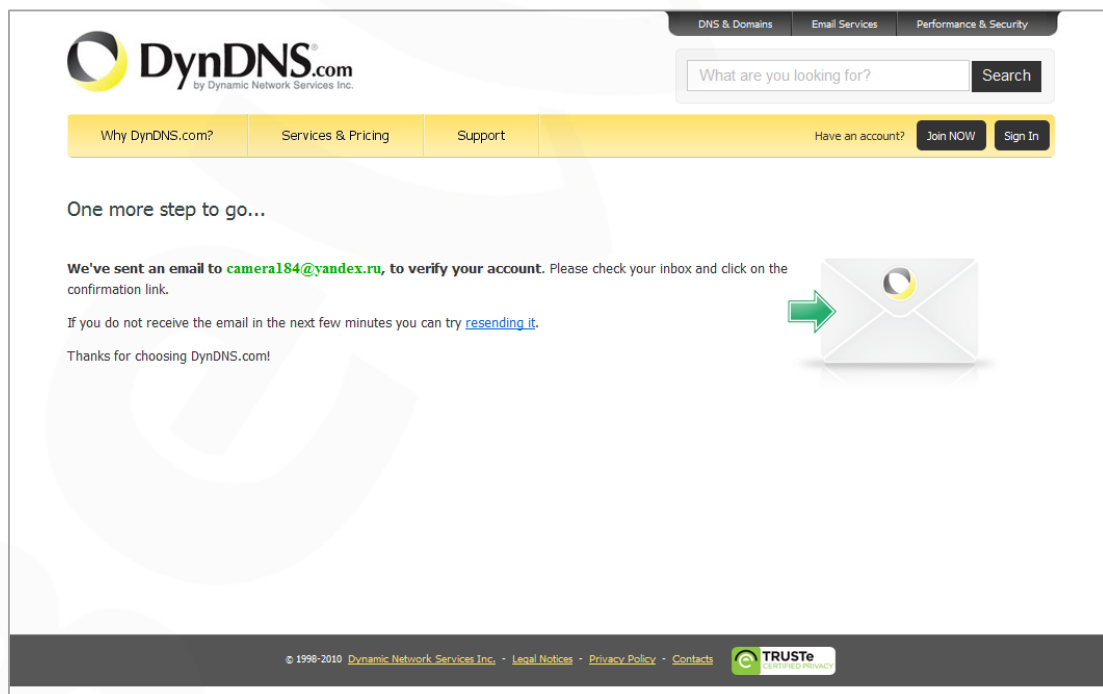 DNS & Domains Email Services Performance & Security
DynDNS.com
by Dynamic Network Services Inc.
What are you looking for? Search
Why DynDNS.com? Services & Pricing Support Have an account? Join NOW Sign In
One more step to go...
We've sent an email to camera184@yandex.ru, to verify your account. Please check your inbox and click on the
confirmation link.
If you do not receive the email in the next few minutes you can try resending it.
Thanks for choosing DynDNS.com!
© 1998-2010 Dynamic Network Services Inc. - Legal Notices - Privacy Policy - Contacts TRUSTe
CERTIFIED PRIVACY